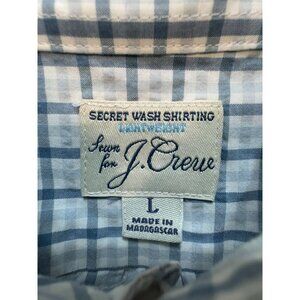 SECRET WASH SHIRTING
LIGHTWEIGHT
Sewn
for J.Crew
L
MADE IN
MADAGASCAR